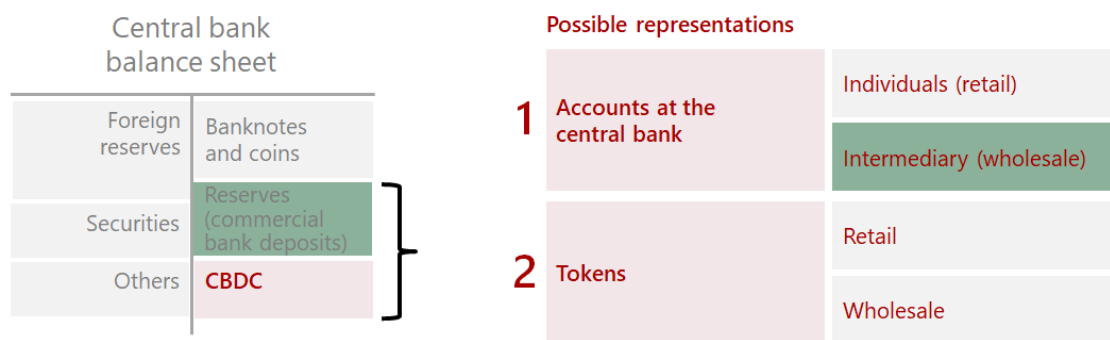 Central bank
balance sheet
Foreign
reserves
Banknotes
and coins
Securities
Reserves
(commercial
bank deposits)
Others
CBDC
Possible representations
1
Accounts at the
central bank
Individuals (retail)
Intermediary (wholesale)
2
Tokens
Retail
Wholesale